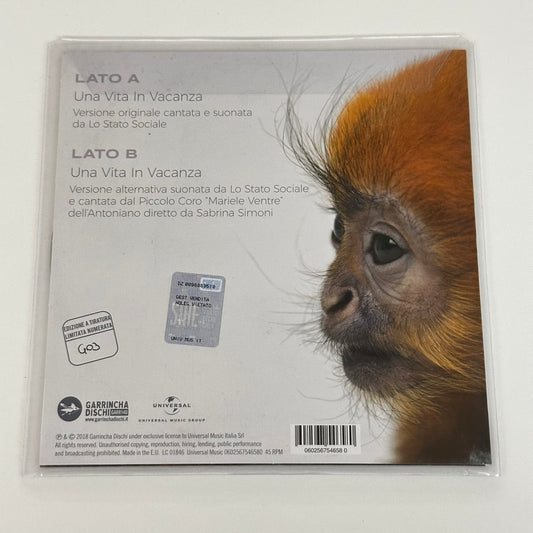 LATO A
Una Vita In Vacanza
Versione originale cantata e suonata
da Lo Stato Sociale
LATO B
Una Vita In Vacanza
Versione alternativa suonata da Lo Stato Sociale
e cantata dal Piccolo Coro "Mariele Ventre"
dell'Antoniano diretto da Sabrina Simoni
EDIZIONE A TIRATURA
LIMITATA NUMERATA
903
GARRINCHA
DISCHI
www.garrinchadischi.it
UNIVERSAL
UNIVERSAL MUSIC GROUP
℗ & © 2018 Garrincha Dischi under exclusive license to Universal Music Italia Srl
All rights reserved. Unauthorised copying, reproduction, hiring, lending, public performance
and broadcasting prohibited. Made in the E.U. LC 01846 Universal Music 0602567546580 45 RPM
060256754658 0